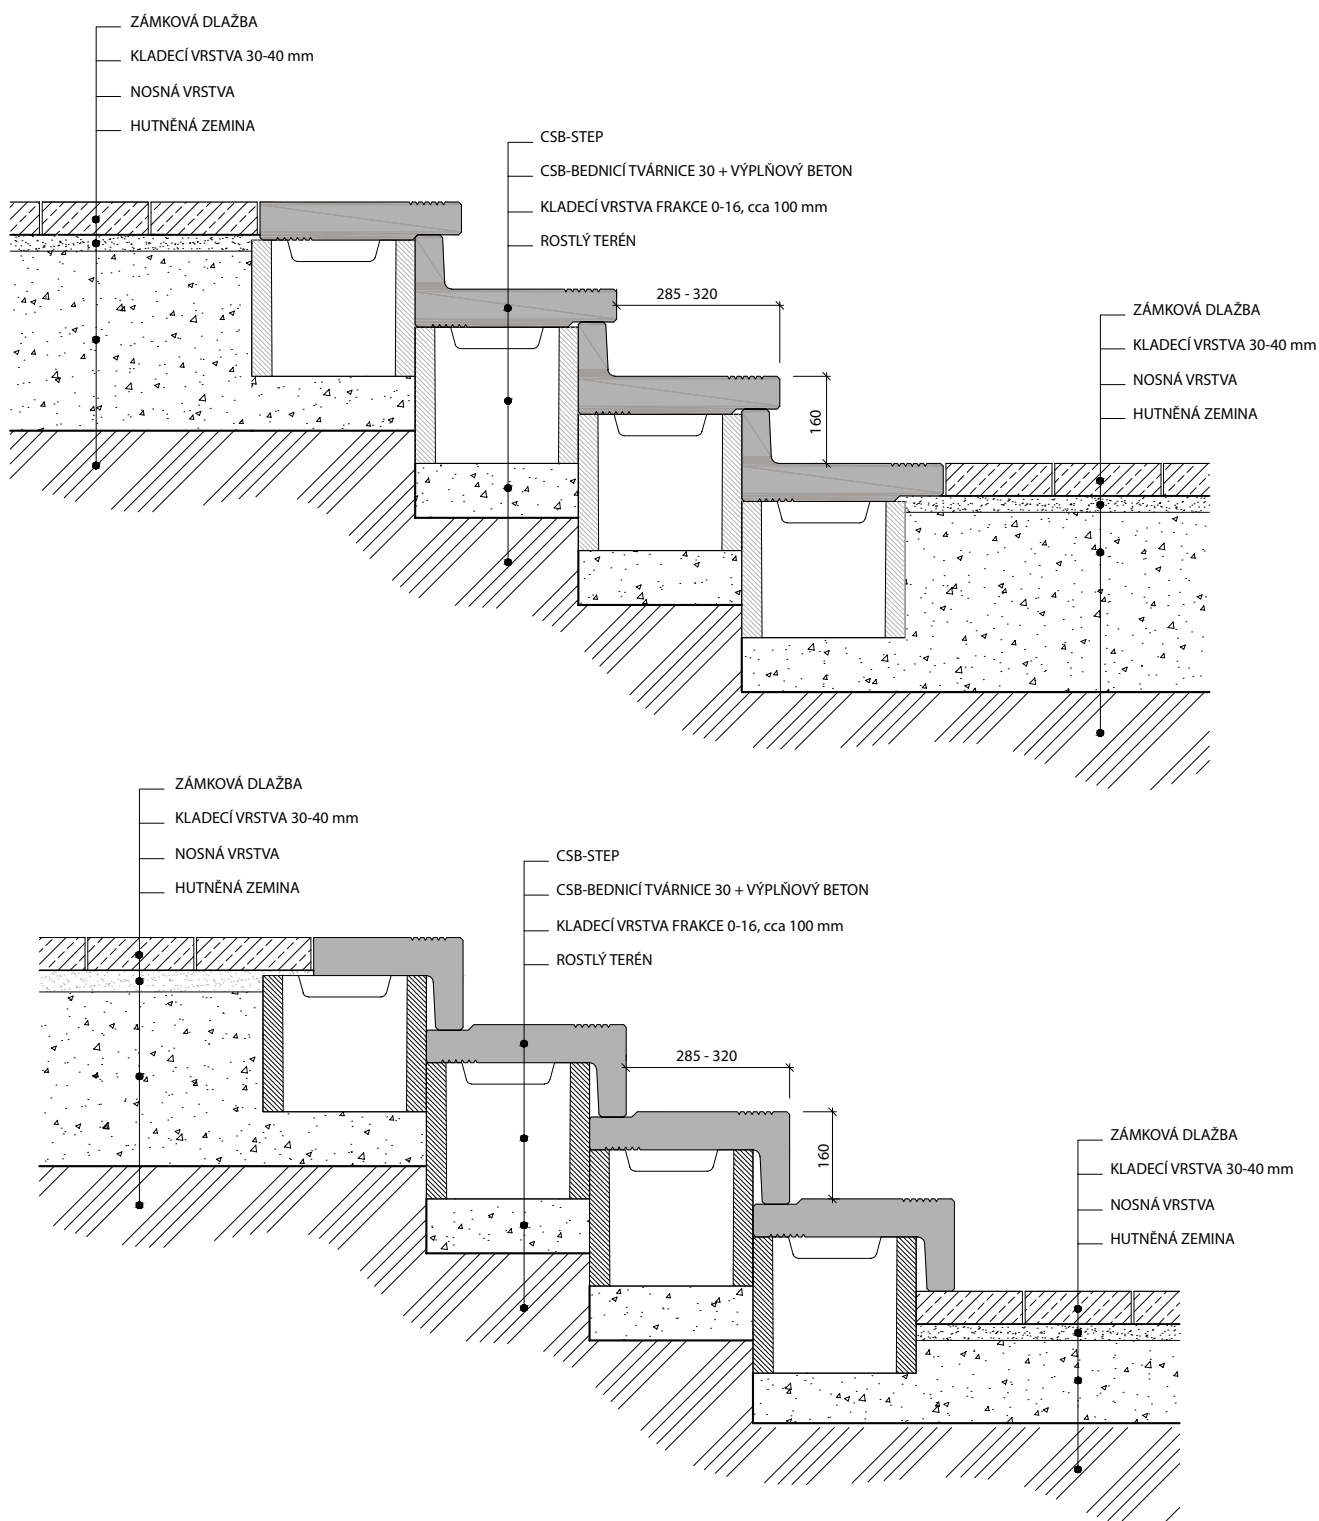 ZÁMKOVÁ DLAŽBA
KLADECÍ VRSTVA 30-40 mm
NOSNÁ VRSTVA
HUTNĚNÁ ZEMINA
CSB-STEP
CSB-BEDNICÍ TVÁRNICE 30 + VÝPLŇOVÝ BETON
KLADECÍ VRSTVA FRAKCE 0-16, cca 100 mm
ROSTLÝ TERÉN
285 - 320
160
ZÁMKOVÁ DLAŽBA
KLADECÍ VRSTVA 30-40 mm
NOSNÁ VRSTVA
HUTNĚNÁ ZEMINA
ZÁMKOVÁ DLAŽBA
KLADECÍ VRSTVA 30-40 mm
NOSNÁ VRSTVA
HUTNĚNÁ ZEMINA
CSB-STEP
CSB-BEDNICÍ TVÁRNICE 30 + VÝPLŇOVÝ BETON
KLADECÍ VRSTVA FRAKCE 0-16, cca 100 mm
ROSTLÝ TERÉN
285 - 320
160
ZÁMKOVÁ DLAŽBA
KLADECÍ VRSTVA 30-40 mm
NOSNÁ VRSTVA
HUTNĚNÁ ZEMINA